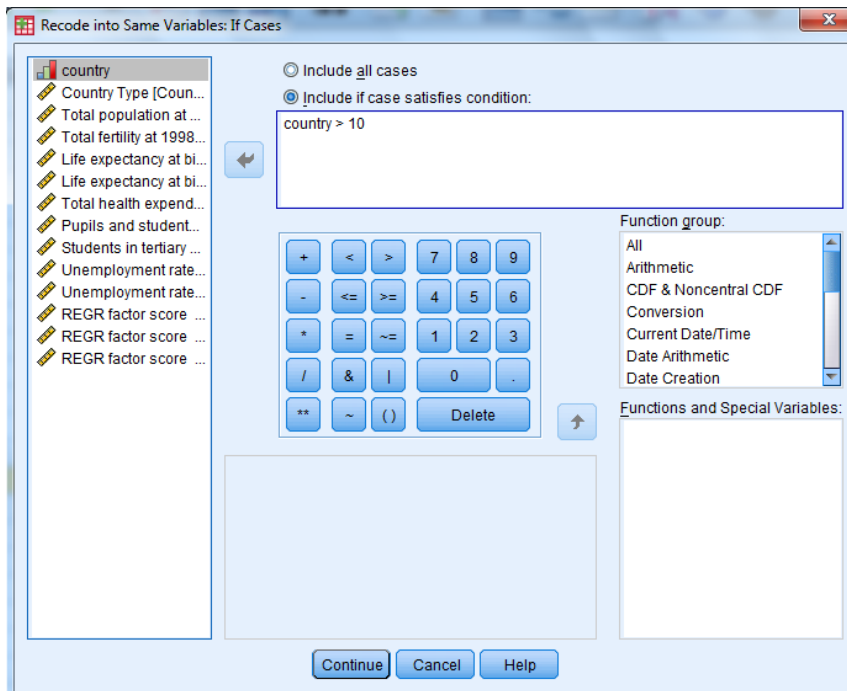 Recode into Same Variables: If Cases
country
Country Type [Coun...
Total population at ...
Total fertility at 1998...
Life expectancy at bi...
Life expectancy at bi...
Total health expend...
Pupils and student...
Students in tertiary ...
Unemployment rate...
Unemployment rate...
REGR factor score ...
REGR factor score ...
REGR factor score ...
Include all cases
Include if case satisfies condition:
country > 10
+ < > 7 8 9
- <= >= 4 5 6
* = ~= 1 2 3
/ & | 0 .
** ~ ( ) Delete
Function group:
All
Arithmetic
CDF & Noncentral CDF
Conversion
Current Date/Time
Date Arithmetic
Date Creation
Functions and Special Variables:
Continue Cancel Help